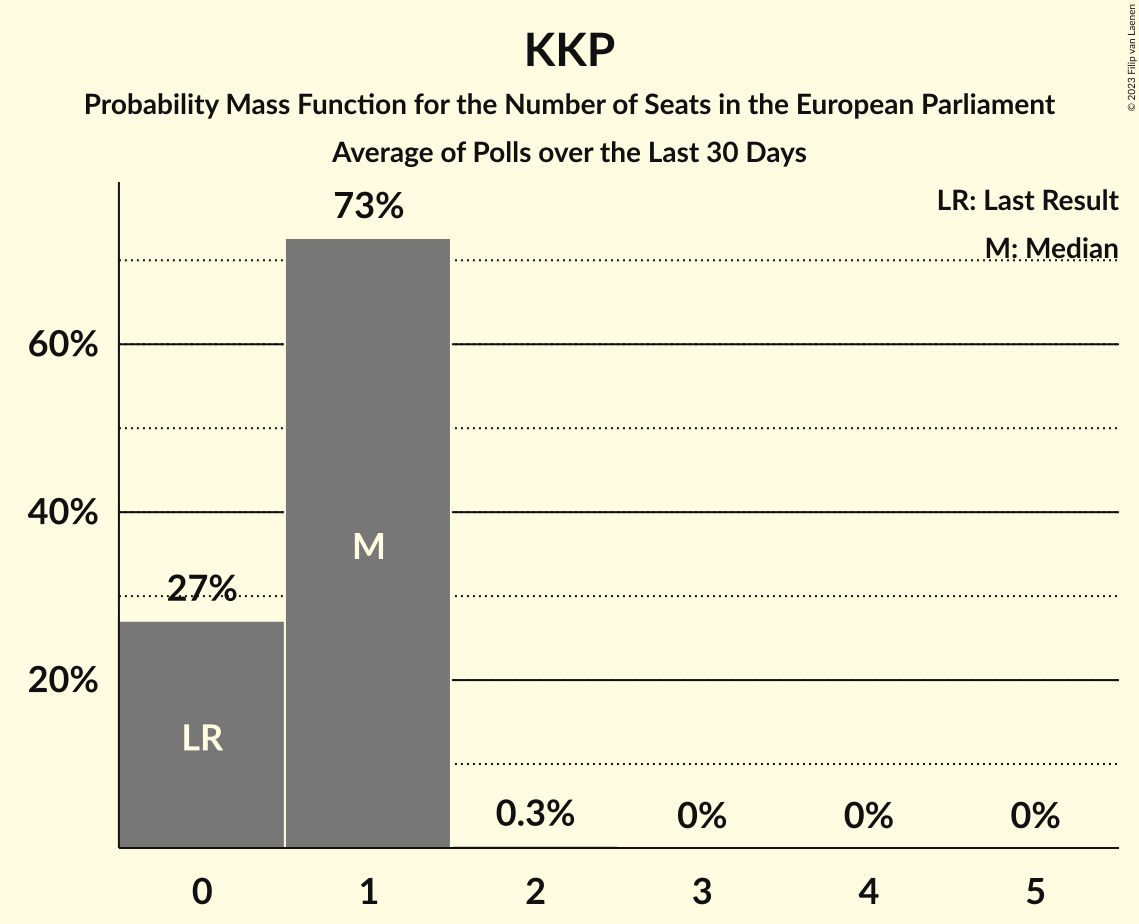 KKP
Probability Mass Function for the Number of Seats in the European Parliament
Average of Polls over the Last 30 Days
© 2023 Filip van Laenen
LR: Last Result
M: Median
73%
60%
40%
27%
20%
M
LR
0.3%
0%
0%
0%
0 1 2 3 4 5